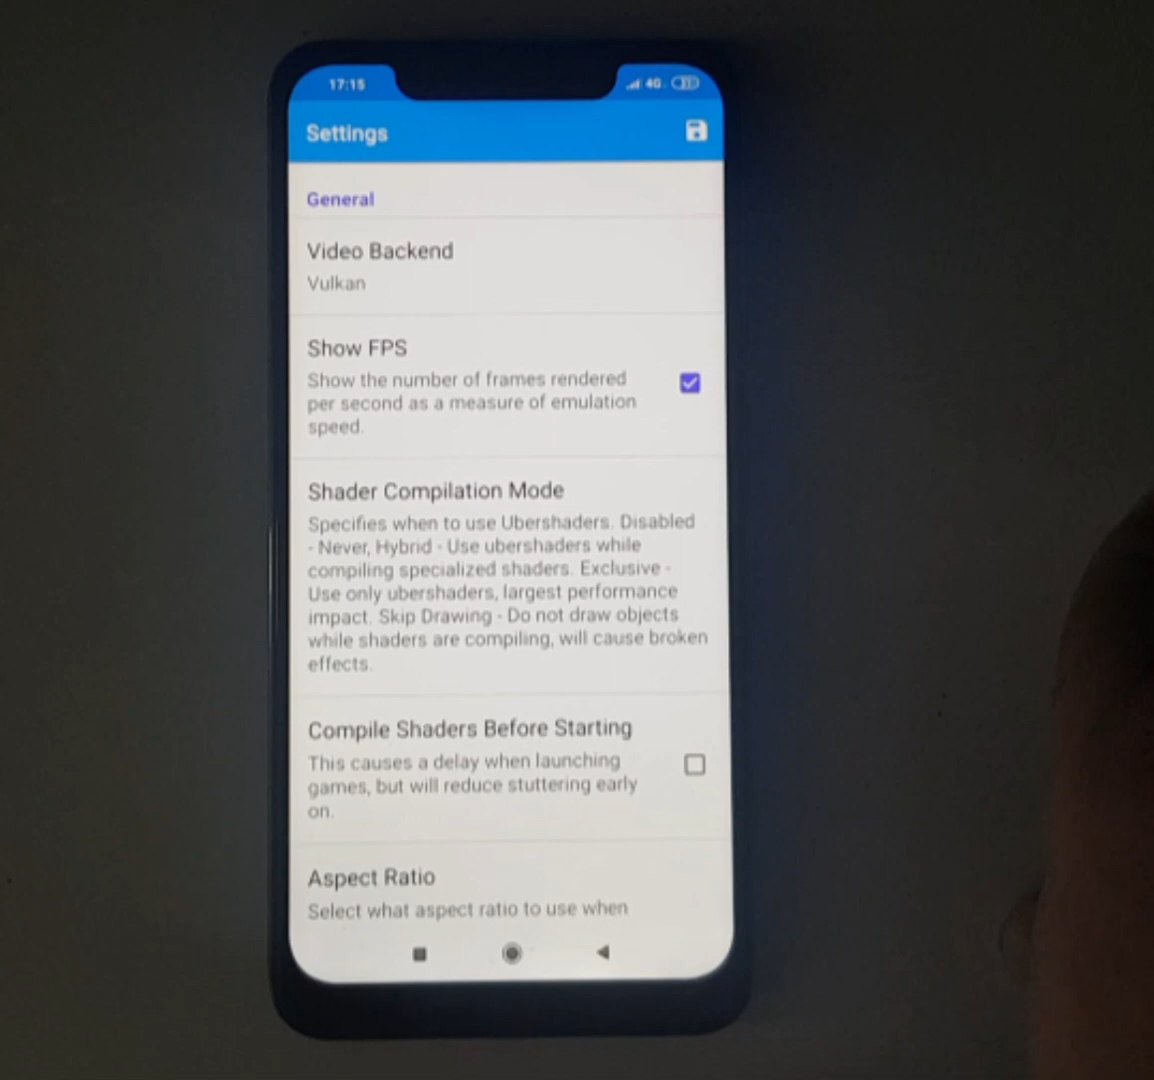 17:15 4G
Settings
General
Video Backend
Vulkan
Show FPS
Show the number of frames rendered
per second as a measure of emulation
speed.
Shader Compilation Mode
Specifies when to use Ubershaders. Disabled
- Never, Hybrid - Use ubershaders while
compiling specialized shaders. Exclusive -
Use only ubershaders, largest performance
impact. Skip Drawing - Do not draw objects
while shaders are compiling, will cause broken
effects.
Compile Shaders Before Starting
This causes a delay when launching
games, but will reduce stuttering early
on.
Aspect Ratio
Select what aspect ratio to use when